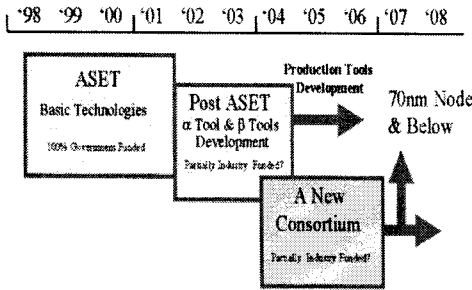 '98 '99 '00 '01 '02 '03 '04 '05 '06 '07 '08
ASET
Basic Technologies
100% Government Funded
Post ASET
α Tool & β Tools
Development
Partially Industry Funded?
Production Tools
Development
70nm Node
& Below
A New
Consortium
Partially Industry Funded?